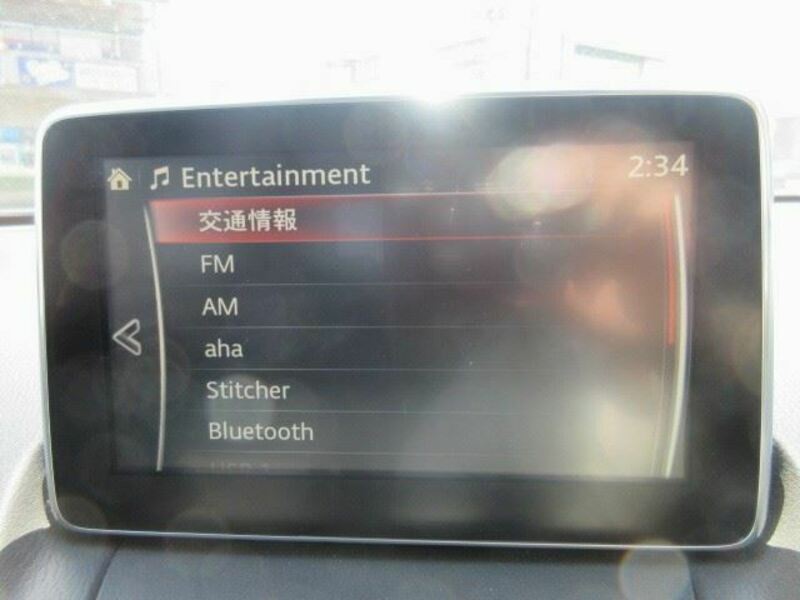 Entertainment 2:34
交通情報
FM
AM
aha
Stitcher
Bluetooth